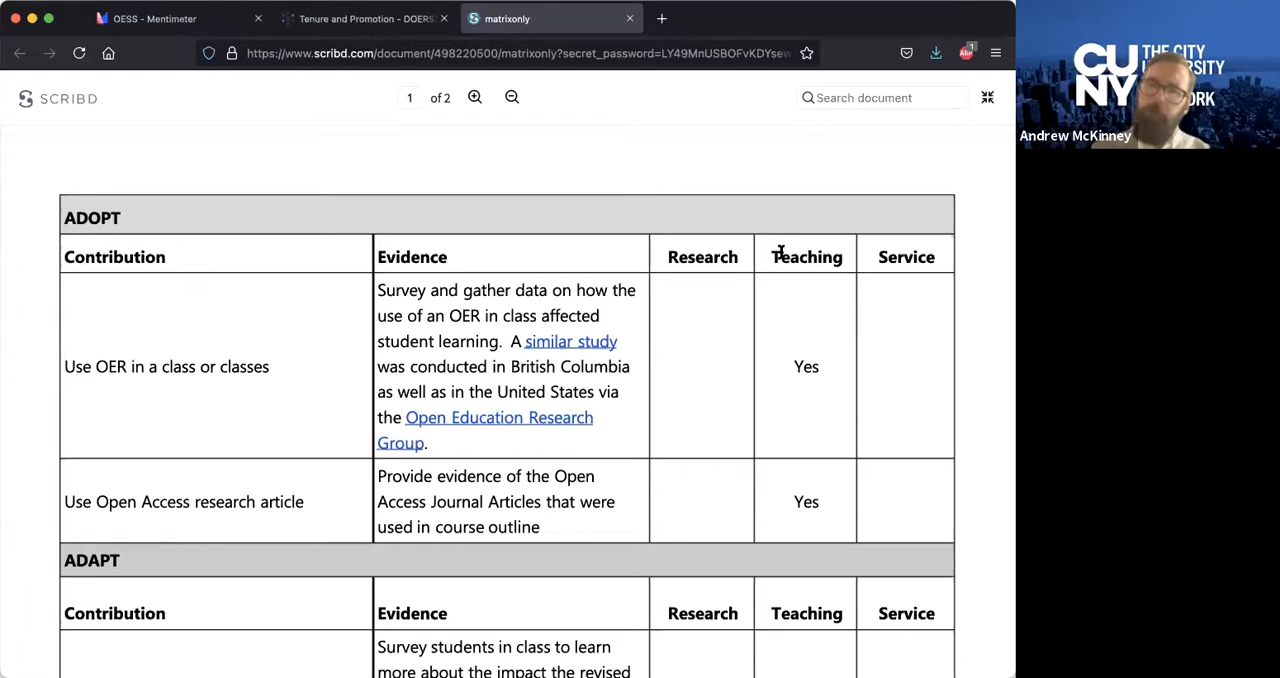 OESS - Mentimeter
Tenure and Promotion - DOERS
matrixonly
https://www.scribd.com/document/498220500/matrixonly?secret_password=LY49MnUSBOFvKDYsew
1
SCRIBD
1 of 2
Search document
ADOPT
Contribution Evidence Research Teaching Service
Survey and gather data on how the
use of an OER in class affected
student learning. A similar study
Use OER in a class or classes was conducted in British Columbia Yes
as well as in the United States via
the Open Education Research
Group.
Provide evidence of the Open
Use Open Access research article Access Journal Articles that were Yes
used in course outline
ADAPT
Contribution Evidence Research Teaching Service
Survey students in class to learn
more about the impact the revised
CU THE CITY
NY
Andrew McKinney